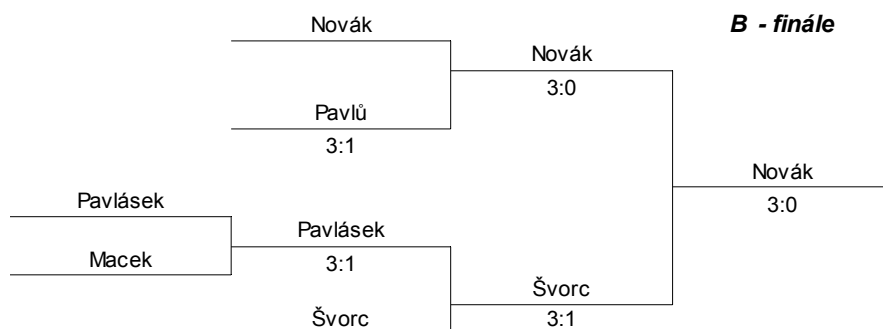 Novák
B - finále
Novák
3:0
Pavlů
3:1
Novák
3:0
Pavlásek
Pavlásek
3:1
Macek
Švorc
3:1
Švorc